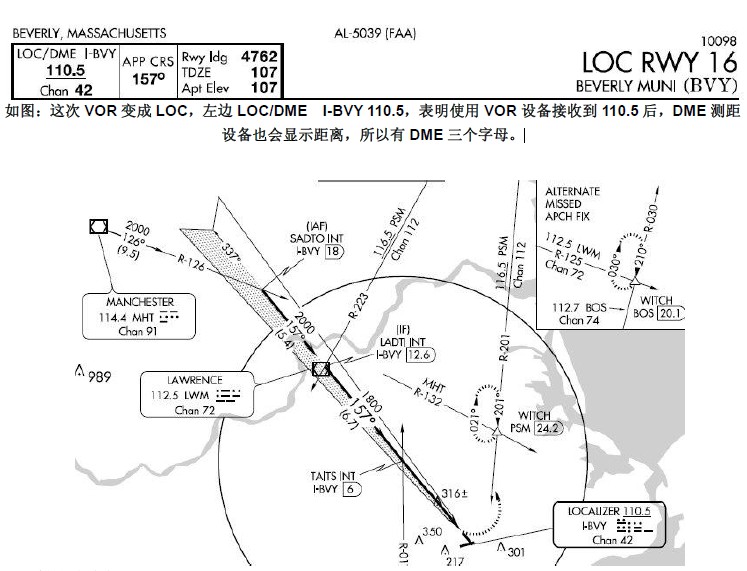 BEVERLY, MASSACHUSETTS
AL-5039 (FAA)
10098
LOC/DME I-BVY
110.5
Chan 42
APP CRS
157°
Rwy ldg 4762
TDZE 107
Apt Elev 107
LOC RWY 16
BEVERLY MUNI (BVY)
如图：这次 VOR 变成 LOC，左边 LOC/DME I-BVY 110.5，表明使用 VOR 设备接收到 110.5 后，DME 测距
设备也会显示距离，所以有 DME 三个字母。
2000
126°
(9.5)
R-126
MANCHESTER
114.4 MHT
Chan 91
989
337°
(IAF)
SADTO INT
I-BVY 18
2000
157°
(5.4)
116.5 PSM
Chan 112
R-223
(IF)
LADTI INT
I-BVY 12.6
LAWRENCE
112.5 LWM
Chan 72
1800
157°
(6.7)
MHT
R-132
116.5 PSM
Chan 112
R-201
201°
021°
WITCH
PSM 24.2
TAITS INT
I-BVY 6
316±
350
217
301
R-01
LOCALIZER 110.5
I-BVY
Chan 42
ALTERNATE
MISSED
APCH FIX
112.5 LWM
R-125
Chan 72
030°
210°
R-030
112.7 BOS
Chan 74
WITCH
BOS 20.1